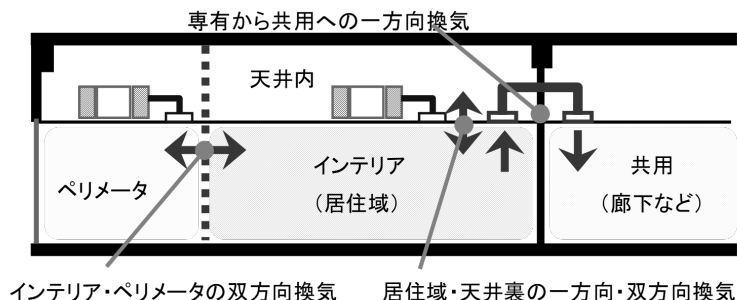 専有から共用への一方向換気
天井内
ペリメータ
インテリア
（居住域）
共用
（廊下など）
インテリア・ペリメータの双方向換気
居住域・天井裏の一方向・双方向換気